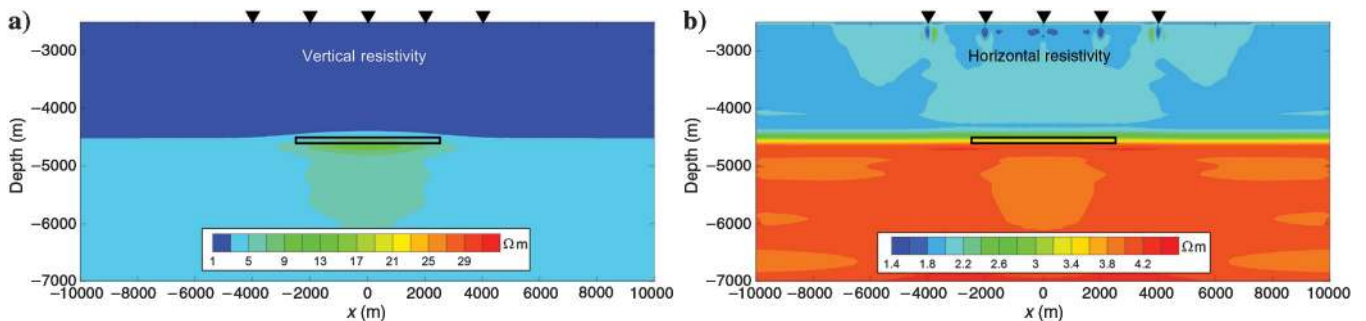 a)
Vertical resistivity
Depth (m)
−3000
−4000
−5000
−6000
−7000
Ωm
1 5 9 13 17 21 25 29
−10000 −8000 −6000 −4000 −2000 0 2000 4000 6000 8000 10000
x (m)
b)
Horizontal resistivity
Depth (m)
−3000
−4000
−5000
−6000
−7000
Ωm
1.4 1.8 2.2 2.6 3 3.4 3.8 4.2
−10000 −8000 −6000 −4000 −2000 0 2000 4000 6000 8000 10000
x (m)